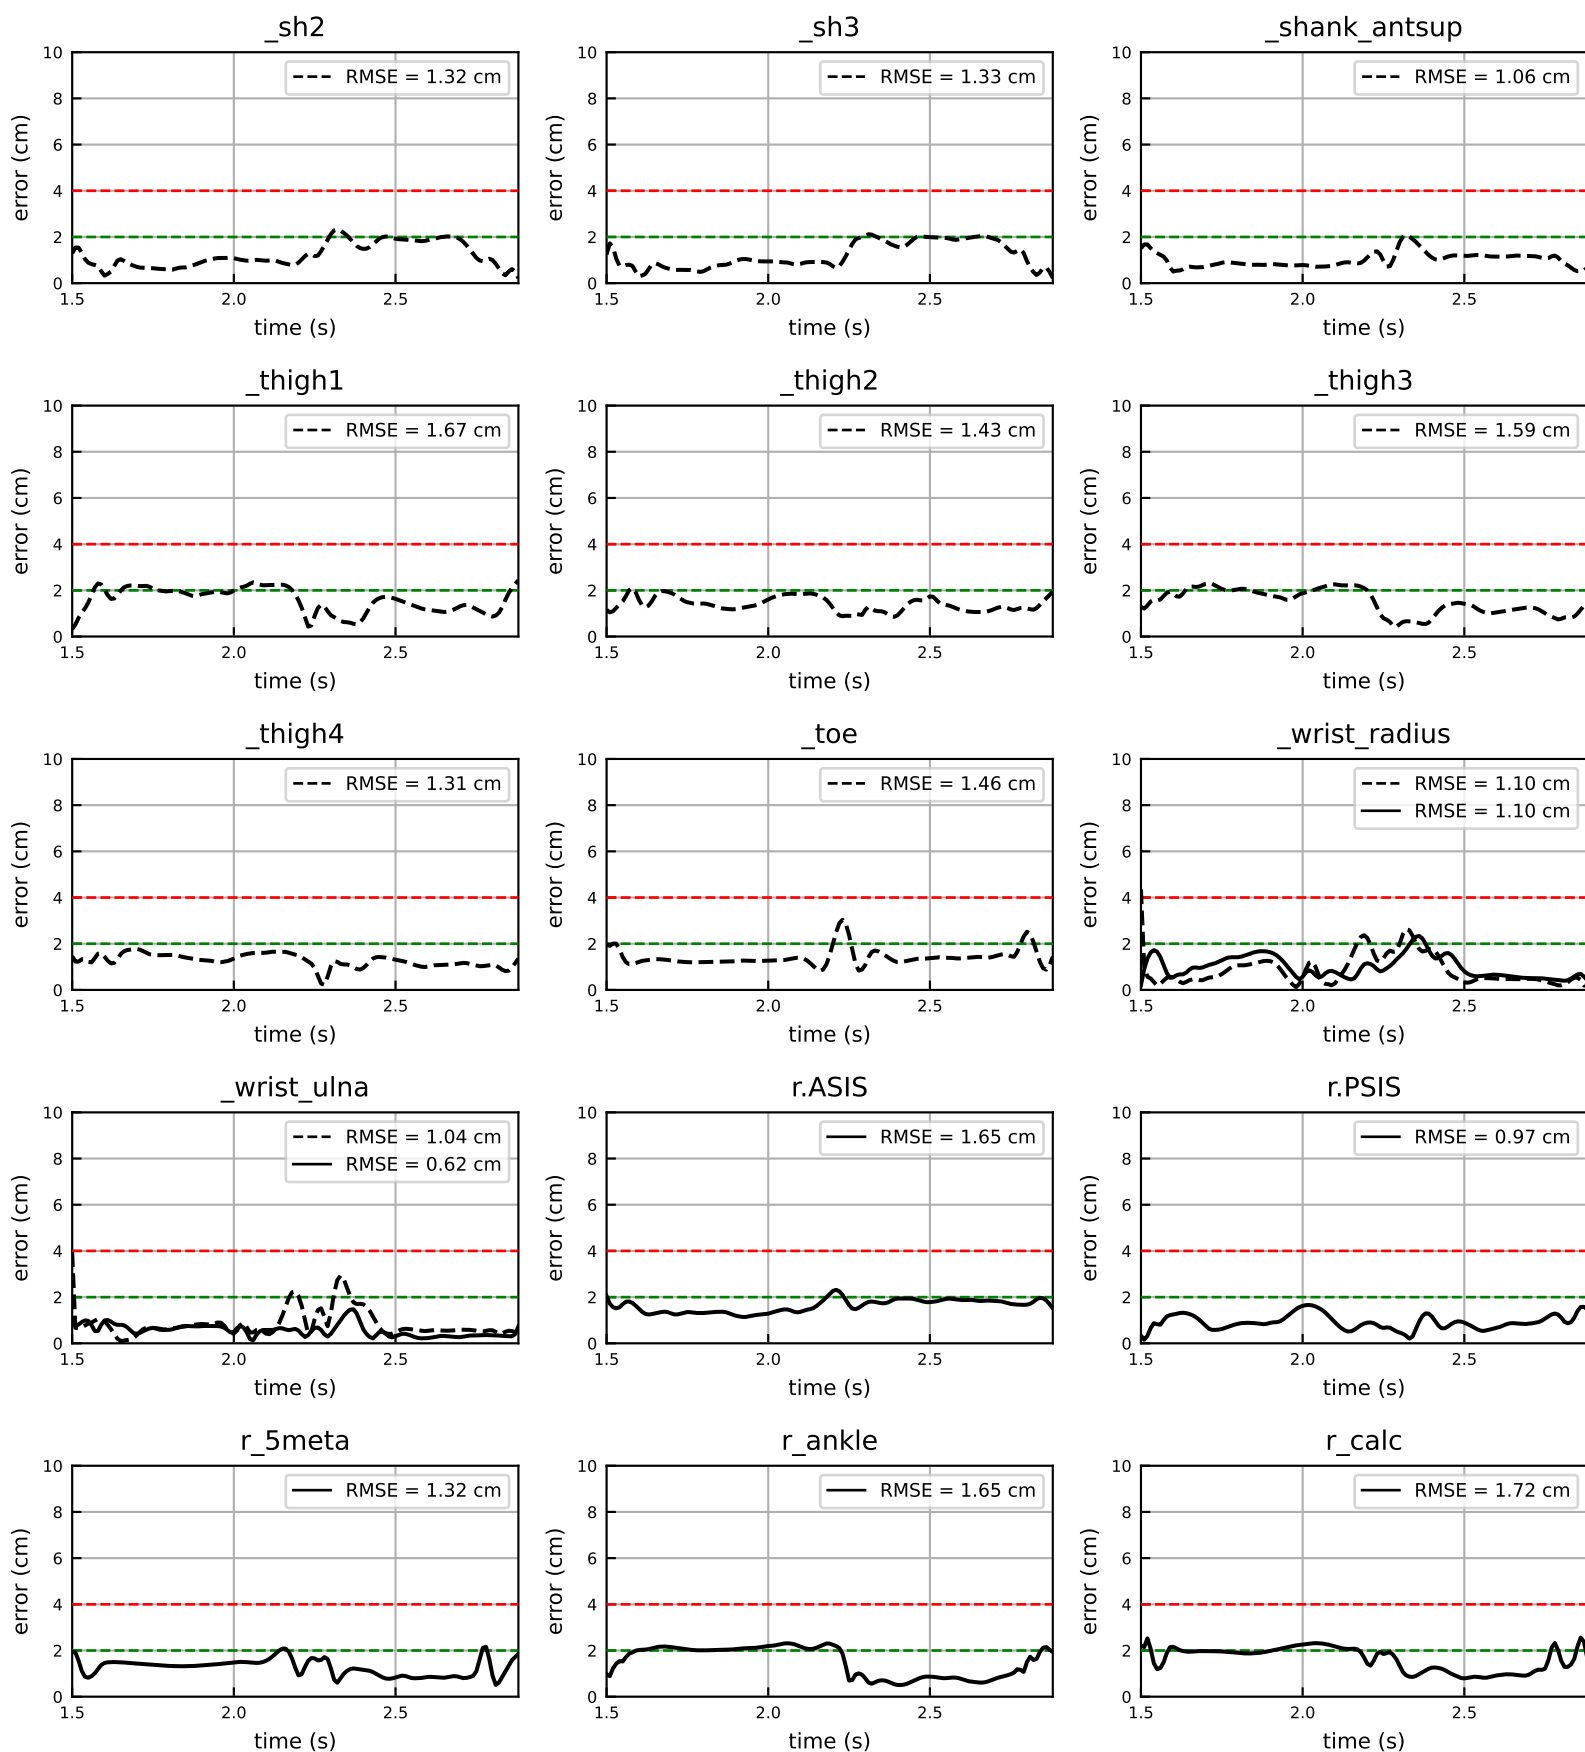 _sh2
RMSE = 1.32 cm
error (cm)
10
8
6
4
2
0
1.5 2.0 2.5
time (s)
_sh3
RMSE = 1.33 cm
error (cm)
10
8
6
4
2
0
1.5 2.0 2.5
time (s)
_shank_antsup
RMSE = 1.06 cm
error (cm)
10
8
6
4
2
0
1.5 2.0 2.5
time (s)
_thigh1
RMSE = 1.67 cm
error (cm)
10
8
6
4
2
0
1.5 2.0 2.5
time (s)
_thigh2
RMSE = 1.43 cm
error (cm)
10
8
6
4
2
0
1.5 2.0 2.5
time (s)
_thigh3
RMSE = 1.59 cm
error (cm)
10
8
6
4
2
0
1.5 2.0 2.5
time (s)
_thigh4
RMSE = 1.31 cm
error (cm)
10
8
6
4
2
0
1.5 2.0 2.5
time (s)
_toe
RMSE = 1.46 cm
error (cm)
10
8
6
4
2
0
1.5 2.0 2.5
time (s)
_wrist_radius
RMSE = 1.10 cm
RMSE = 1.10 cm
error (cm)
10
8
6
4
2
0
1.5 2.0 2.5
time (s)
_wrist_ulna
RMSE = 1.04 cm
RMSE = 0.62 cm
error (cm)
10
8
6
4
2
0
1.5 2.0 2.5
time (s)
r.ASIS
RMSE = 1.65 cm
error (cm)
10
8
6
4
2
0
1.5 2.0 2.5
time (s)
r.PSIS
RMSE = 0.97 cm
error (cm)
10
8
6
4
2
0
1.5 2.0 2.5
time (s)
r_5meta
RMSE = 1.32 cm
error (cm)
10
8
6
4
2
0
1.5 2.0 2.5
time (s)
r_ankle
RMSE = 1.65 cm
error (cm)
10
8
6
4
2
0
1.5 2.0 2.5
time (s)
r_calc
RMSE = 1.72 cm
error (cm)
10
8
6
4
2
0
1.5 2.0 2.5
time (s)